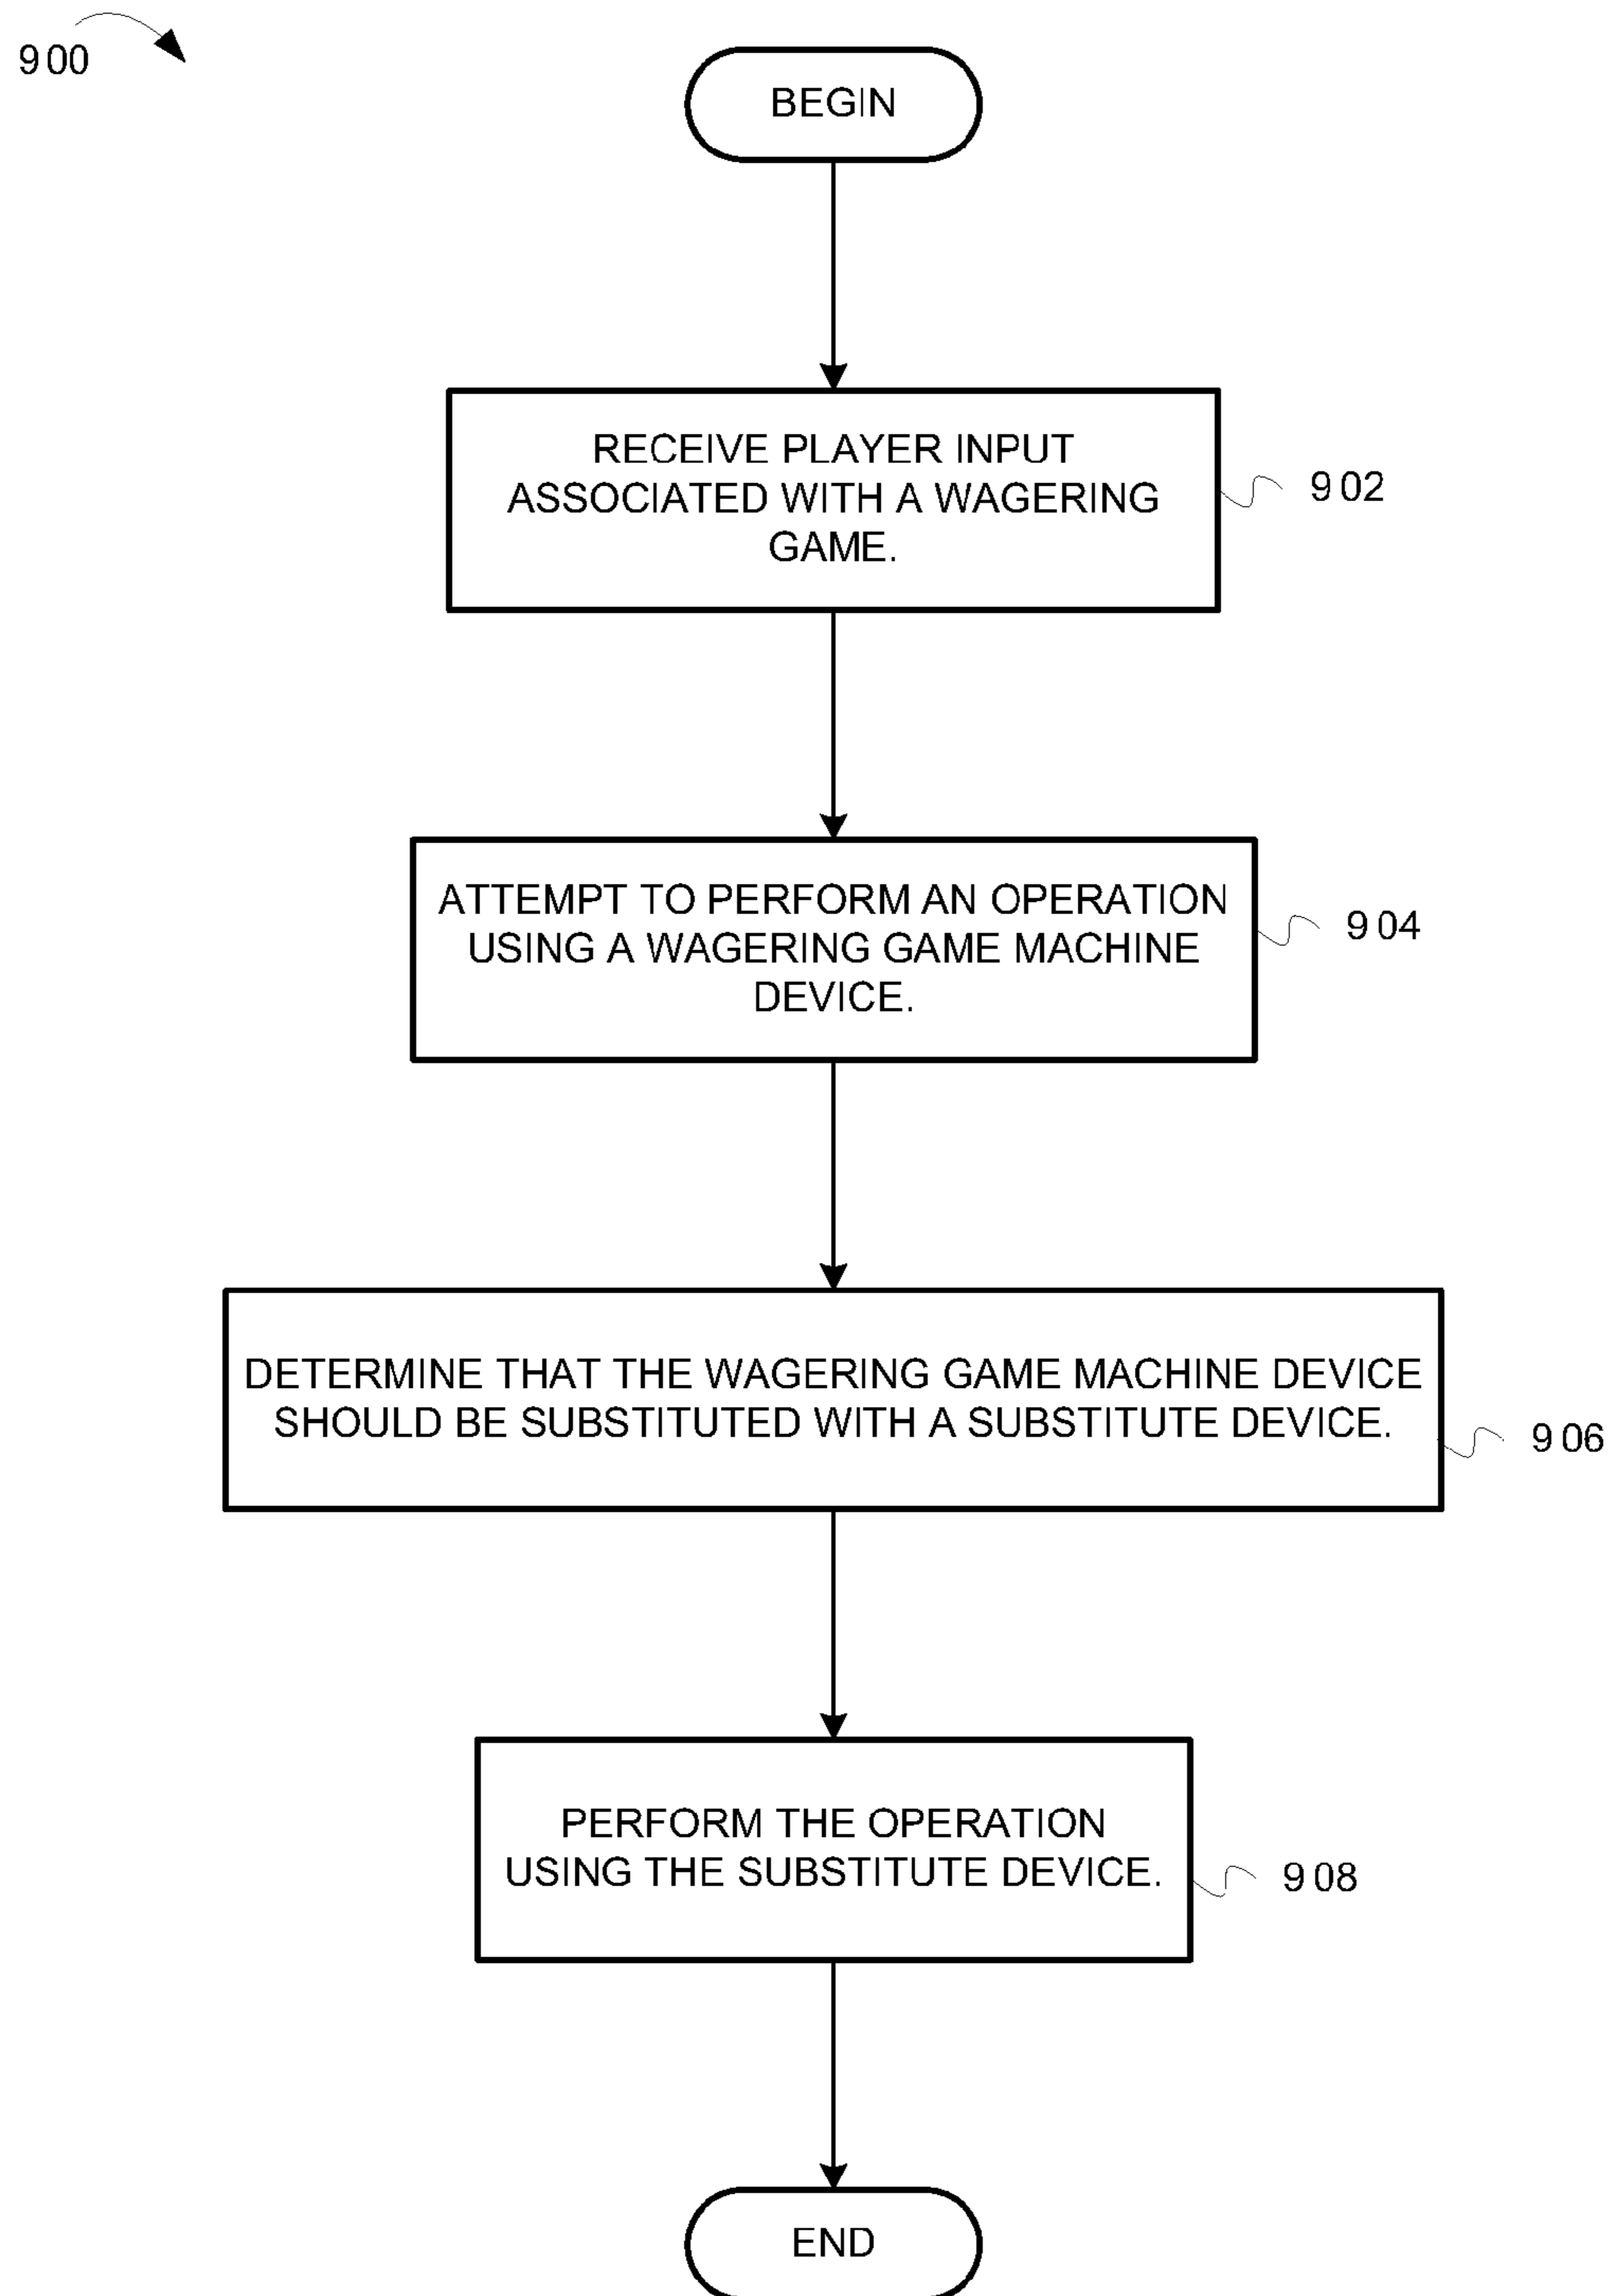 900
BEGIN
RECEIVE PLAYER INPUT
ASSOCIATED WITH A WAGERING
GAME.
902
ATTEMPT TO PERFORM AN OPERATION
USING A WAGERING GAME MACHINE
DEVICE.
904
DETERMINE THAT THE WAGERING GAME MACHINE DEVICE
SHOULD BE SUBSTITUTED WITH A SUBSTITUTE DEVICE.
906
PERFORM THE OPERATION
USING THE SUBSTITUTE DEVICE.
908
END